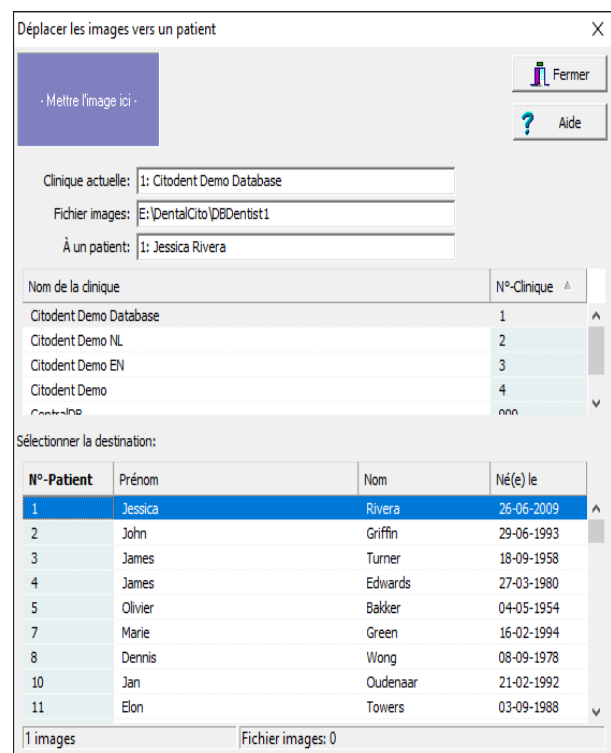 Déplacer les images vers un patient
- Mettre l'image ici -
Fermer
? Aide
Clinique actuelle: 1: Citodent Demo Database
Fichier images: E:\DentalCito\DBDentist1
À un patient: 1: Jessica Rivera
Nom de la clinique N°-Clinique
Citodent Demo Database 1
Citodent Demo NL 2
Citodent Demo EN 3
Citodent Demo 4
Sélectionner la destination:
N°-Patient Prénom Nom Né(e) le
1 Jessica Rivera 26-06-2009
2 John Griffin 29-06-1993
3 James Turner 18-09-1958
4 James Edwards 27-03-1980
5 Olivier Bakker 04-05-1954
7 Marie Green 16-02-1994
8 Dennis Wong 08-09-1978
10 Jan Oudenaar 21-02-1992
11 Elon Towers 03-09-1988
1 images Fichier images: 0